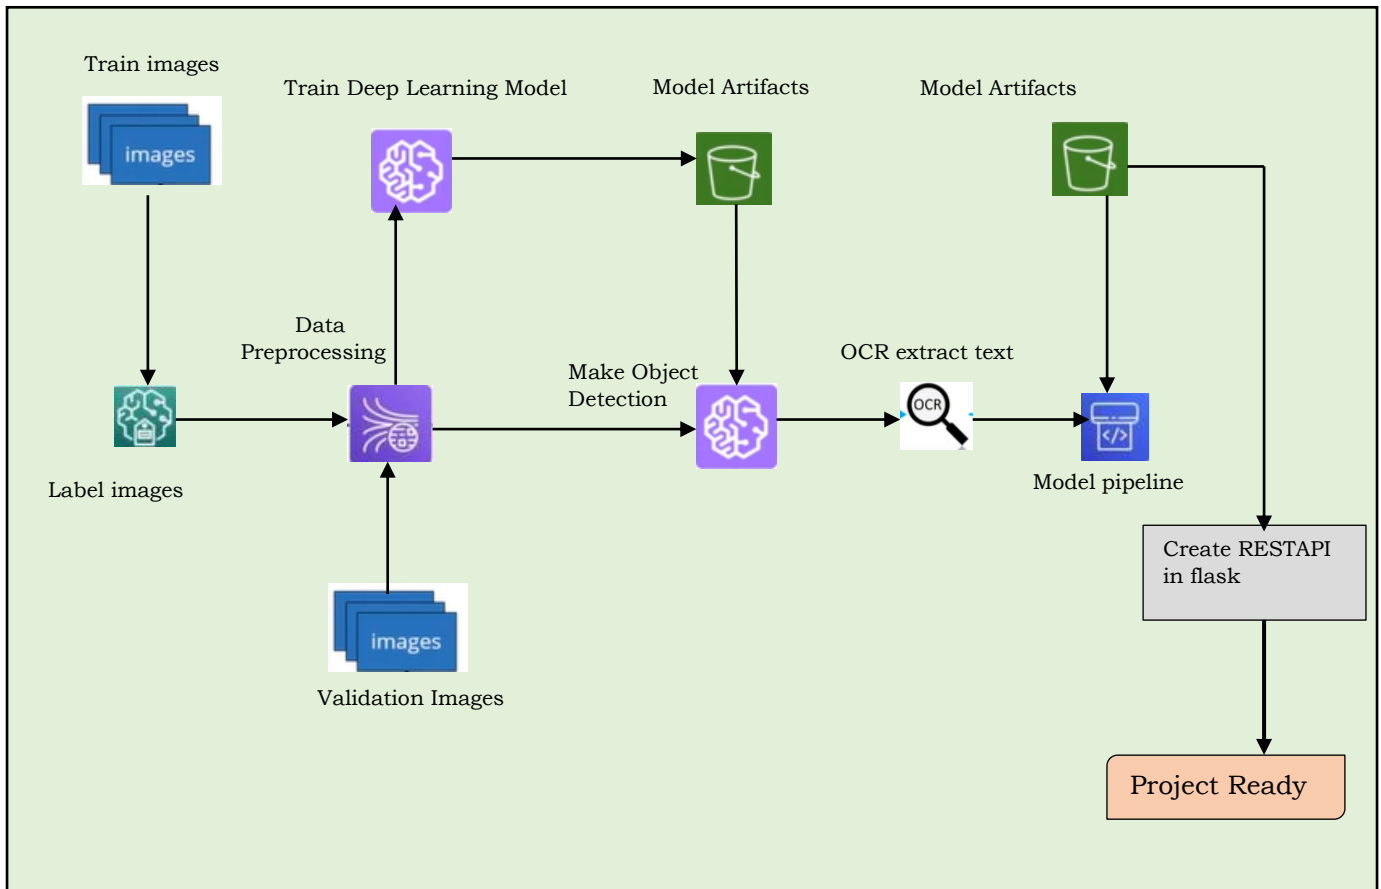 Train images
images
Train Deep Learning Model
Model Artifacts
Model Artifacts
Data
Preprocessing
Make Object
Detection
OCR extract text
OCR
</>
Label images
Model pipeline
Create RESTAPI
in flask
images
Validation Images
Project Ready